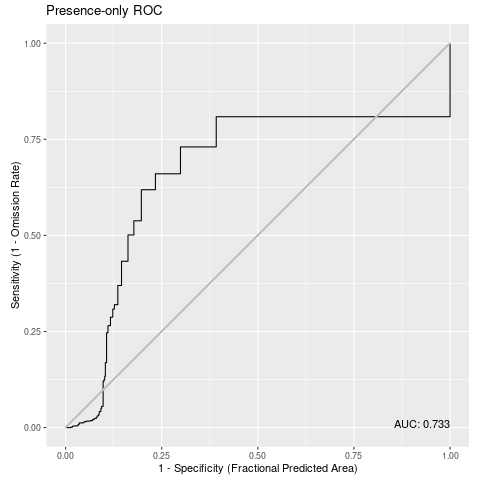 Presence-only ROC
Sensitivity (1 - Omission Rate)
1.00
0.75
0.50
0.25
0.00
AUC: 0.733
0.00 0.25 0.50 0.75 1.00
1 - Specificity (Fractional Predicted Area)